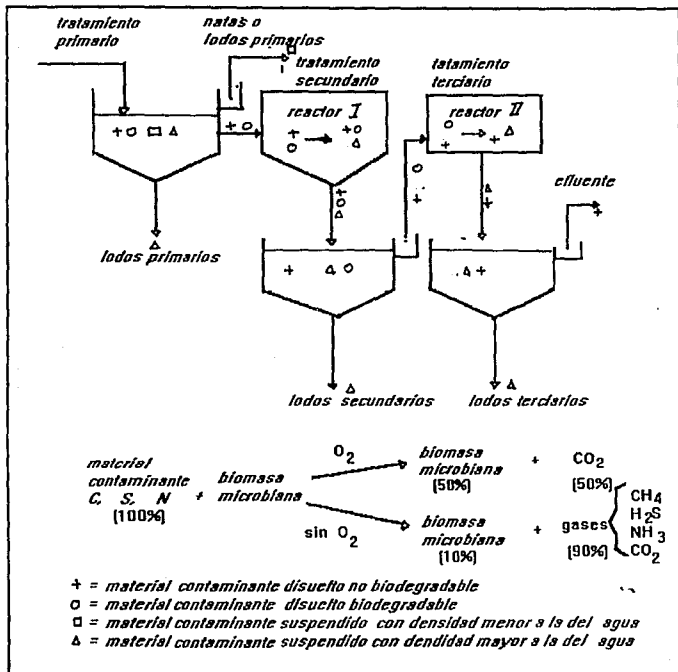 tratamiento
primario
natas o
lodos primarios
tratamiento
secundario
tatamiento
terciario
+ o □ △
+ o
reactor I
+
o
+ o
△
reactor II
o
+
+ △
+
o
△
o
+
△
+
efluente
+
△
lodos primarios
+ △ o
△ +
△
lodos secundarios
△
lodos terciarios
material
contaminante
C, S, N
(100%)
+ biomasa
microbiana
O₂
biomasa
microbiana
(50%)
+ CO₂
(50%)
sin O₂
biomasa
microbiana
(10%)
+ gases
(90%)
CH₄
H₂S
NH₃
CO₂
+ = material contaminante disuelto no biodegradable
o = material contaminante disuelto biodegradable
□ = material contaminante suspendido con densidad menor a la del agua
△ = material contaminante suspendido con dendidad mayor a la del agua